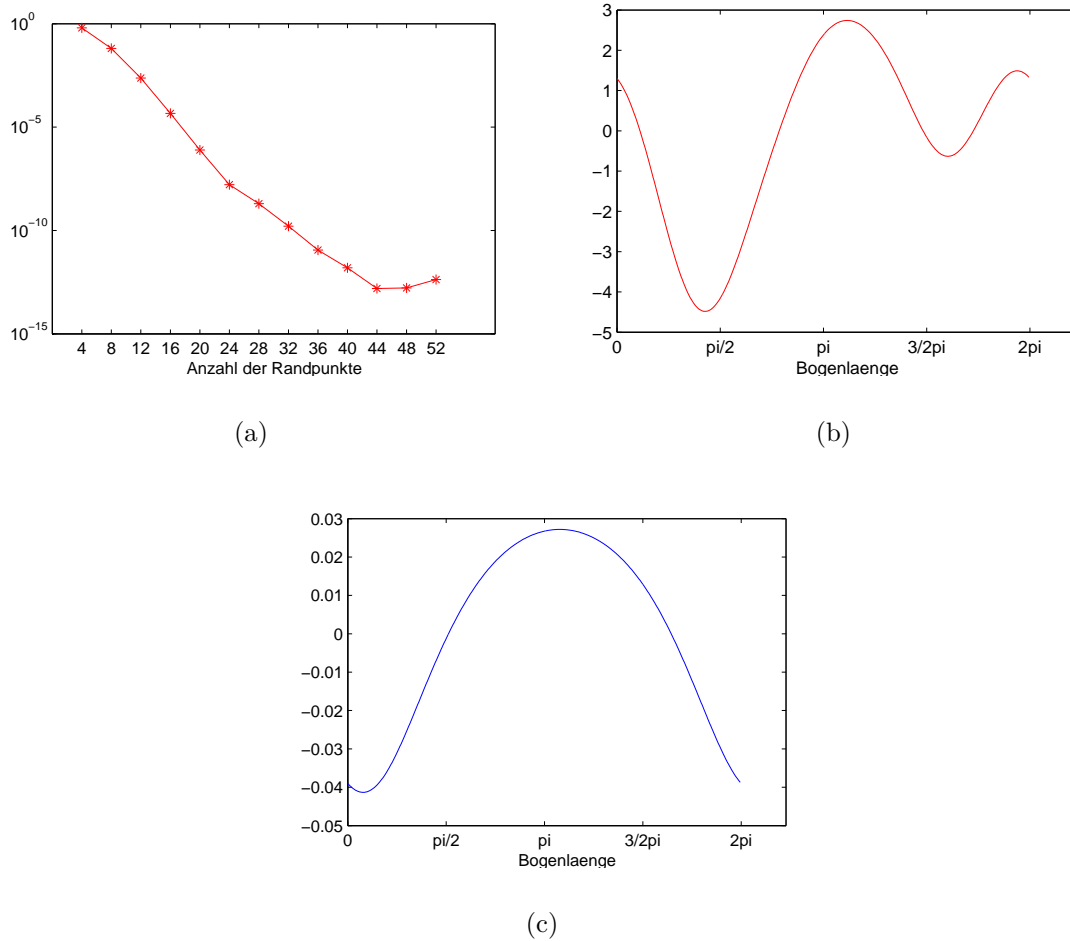 10^0
10^−5
10^−10
10^−15
4 8 12 16 20 24 28 32 36 40 44 48 52
Anzahl der Randpunkte
(a)
3
2
1
0
−1
−2
−3
−4
−5
0 pi/2 pi 3/2pi 2pi
Bogenlaenge
(b)
0.03
0.02
0.01
0
−0.01
−0.02
−0.03
−0.04
−0.05
0 pi/2 pi 3/2pi 2pi
Bogenlaenge
(c)